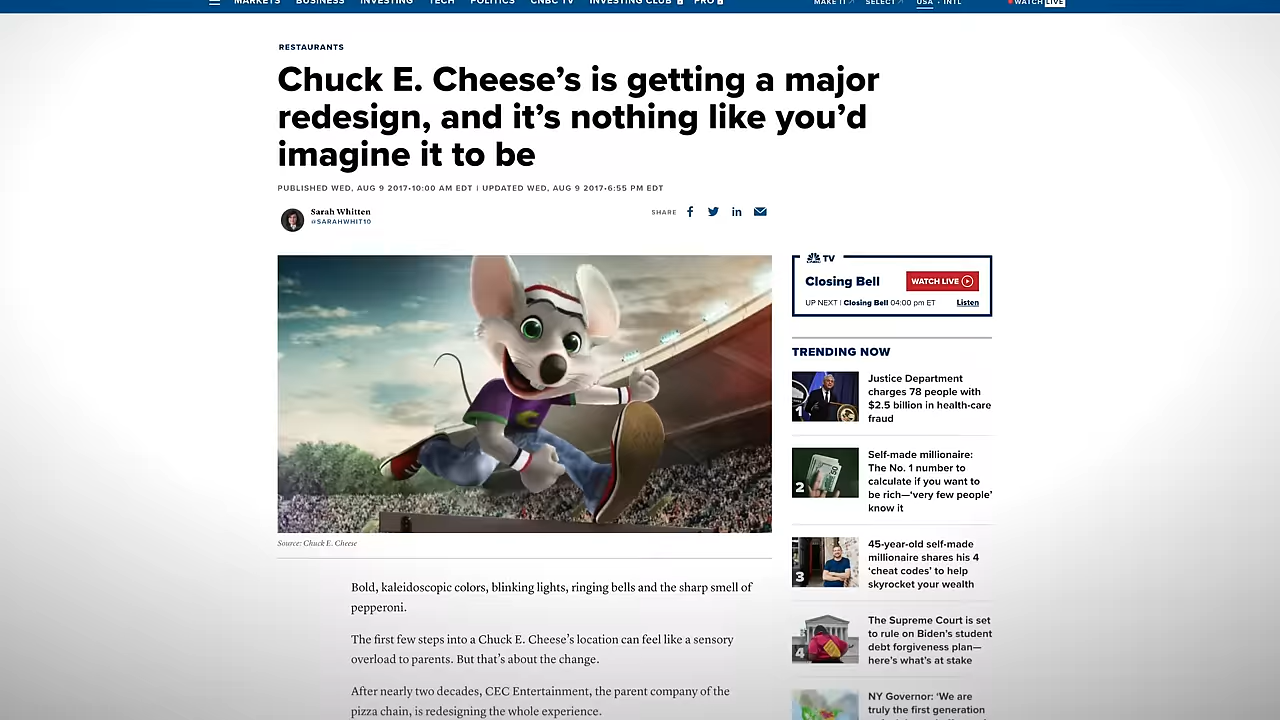 MARKETS BUSINESS INVESTING TECH POLITICS CNBC TV INVESTING CLUB PRO MAKE IT SELECT USA • INTL WATCH LIVE
RESTAURANTS
Chuck E. Cheese’s is getting a major
redesign, and it’s nothing like you’d
imagine it to be
PUBLISHED WED, AUG 9 2017•10:00 AM EDT | UPDATED WED, AUG 9 2017•6:55 PM EDT
Sarah Whitten
@SARAHWHIT10
SHARE
Source: Chuck E. Cheese
Bold, kaleidoscopic colors, blinking lights, ringing bells and the sharp smell of
pepperoni.
The first few steps into a Chuck E. Cheese’s location can feel like a sensory
overload to parents. But that’s about the change.
After nearly two decades, CEC Entertainment, the parent company of the
pizza chain, is redesigning the whole experience.
TV
Closing Bell
WATCH LIVE
UP NEXT | Closing Bell 04:00 pm ET
Listen
TRENDING NOW
1
Justice Department
charges 78 people with
$2.5 billion in health-care
fraud
2
Self-made millionaire:
The No. 1 number to
calculate if you want to
be rich—‘very few people’
know it
3
45-year-old self-made
millionaire shares his 4
‘cheat codes’ to help
skyrocket your wealth
4
The Supreme Court is set
to rule on Biden’s student
debt forgiveness plan—
here’s what’s at stake
NY Governor: ‘We are
truly the first generation